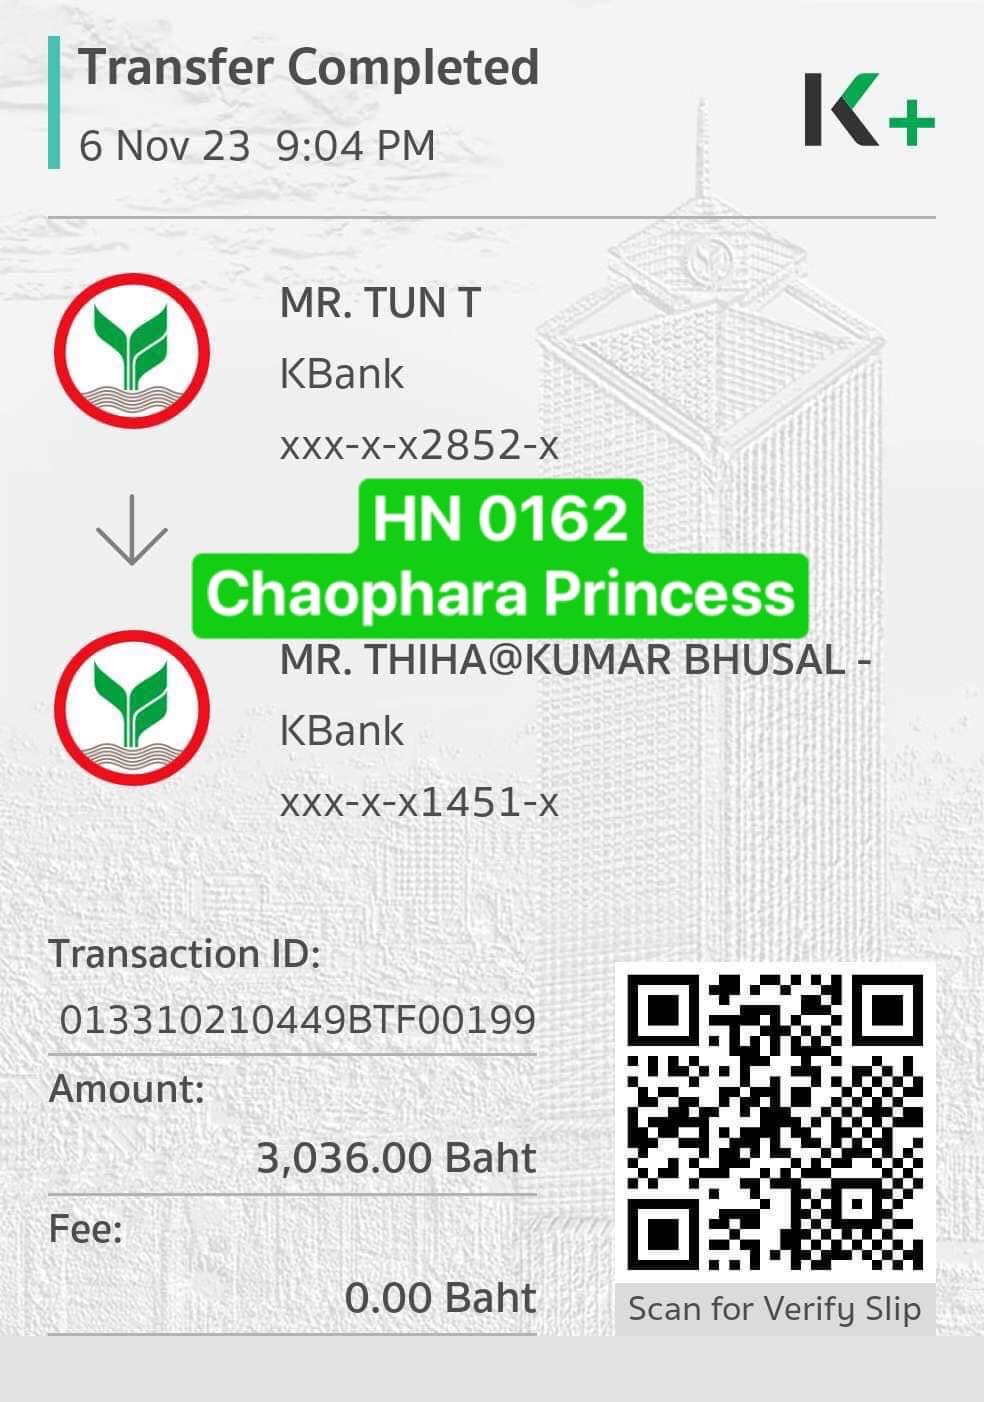 Transfer Completed
6 Nov 23 9:04 PM
K+
MR. TUN T
KBank
xxx-x-x2852-x
HN 0162
Chaophara Princess
MR. THIHA@KUMAR BHUSAL -
KBank
xxx-x-x1451-x
Transaction ID:
013310210449BTF00199
Amount:
3,036.00 Baht
Fee:
0.00 Baht
Scan for Verify Slip